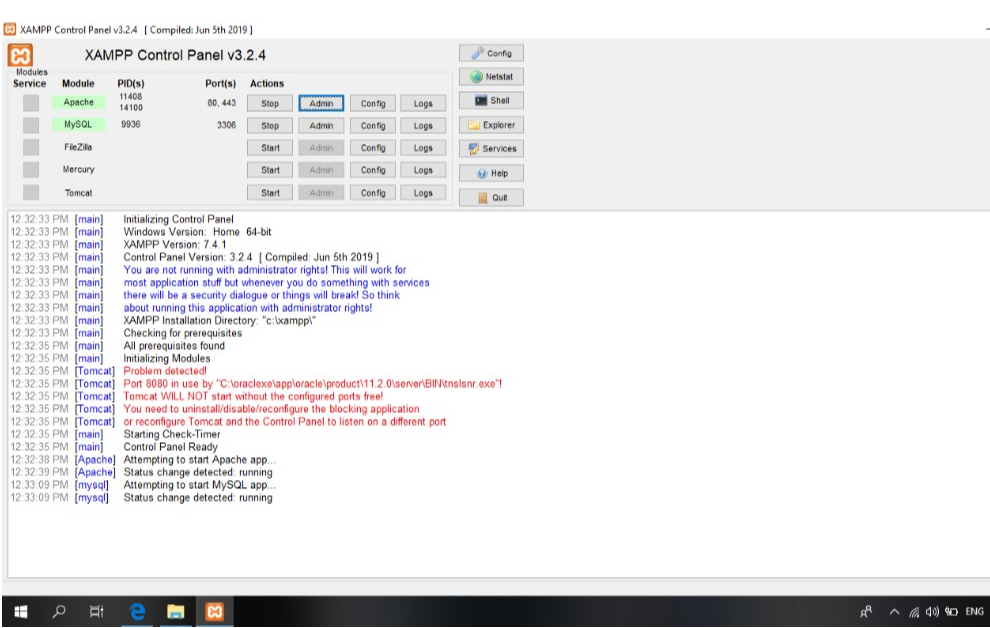 XAMPP Control Panel v3.2.4 [ Compiled: Jun 5th 2019 ]
XAMPP Control Panel v3.2.4
Config
Modules
Service Module PID(s) Port(s) Actions
Netstat
Apache 11408 14100 80, 443 Stop Admin Config Logs
Shell
MySQL 9936 3306 Stop Admin Config Logs
Explorer
FileZilla Start Admin Config Logs
Services
Mercury Start Admin Config Logs
Help
Tomcat Start Admin Config Logs
Quit
12:32:33 PM [main] Initializing Control Panel
12:32:33 PM [main] Windows Version: Home 64-bit
12:32:33 PM [main] XAMPP Version: 7.4.1
12:32:33 PM [main] Control Panel Version: 3.2.4 [ Compiled: Jun 5th 2019 ]
12:32:33 PM [main] You are not running with administrator rights! This will work for
12:32:33 PM [main] most application stuff but whenever you do something with services
12:32:33 PM [main] there will be a security dialogue or things will break! So think
12:32:33 PM [main] about running this application with administrator rights!
12:32:33 PM [main] XAMPP Installation Directory: "c:\xampp\"
12:32:33 PM [main] Checking for prerequisites
12:32:35 PM [main] All prerequisites found
12:32:35 PM [main] Initializing Modules
12:32:35 PM [Tomcat] Problem detected!
12:32:35 PM [Tomcat] Port 8080 in use by "C:\oraclexe\app\oracle\product\11.2.0\server\BIN\tnslsnr.exe"!
12:32:35 PM [Tomcat] Tomcat WILL NOT start without the configured ports free!
12:32:35 PM [Tomcat] You need to uninstall/disable/reconfigure the blocking application
12:32:35 PM [Tomcat] or reconfigure Tomcat and the Control Panel to listen on a different port
12:32:35 PM [main] Starting Check-Timer
12:32:35 PM [main] Control Panel Ready
12:32:38 PM [Apache] Attempting to start Apache app...
12:32:39 PM [Apache] Status change detected: running
12:33:09 PM [mysql] Attempting to start MySQL app...
12:33:09 PM [mysql] Status change detected: running
ENG